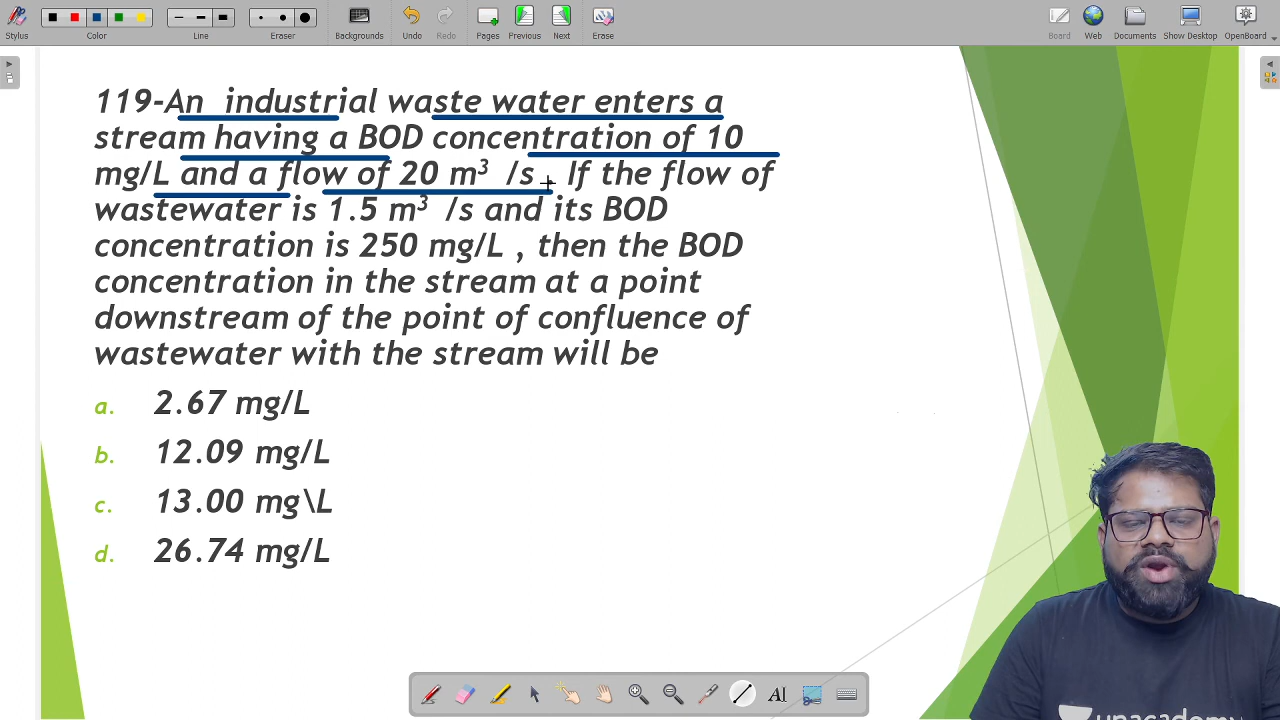 Stylus
Color
Line
Eraser
Backgrounds
Undo
Redo
Pages
Previous
Next
Erase
Board
Web
Documents
Show Desktop
OpenBoard
119-An industrial waste water enters a
stream having a BOD concentration of 10
mg/L and a flow of 20 m³ /s . If the flow of
wastewater is 1.5 m³ /s and its BOD
concentration is 250 mg/L , then the BOD
concentration in the stream at a point
downstream of the point of confluence of
wastewater with the stream will be
a. 2.67 mg/L
b. 12.09 mg/L
c. 13.00 mg\L
d. 26.74 mg/L
AI